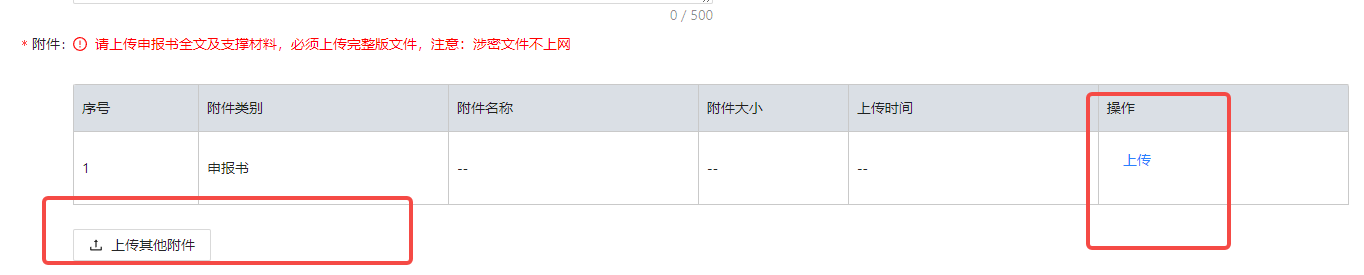 0 / 500
* 附件: 请上传申报书全文及支撑材料，必须上传完整版文件，注意：涉密文件不上网
序号 附件类别 附件名称 附件大小 上传时间 操作
1 申报书 -- -- -- 上传
上传其他附件